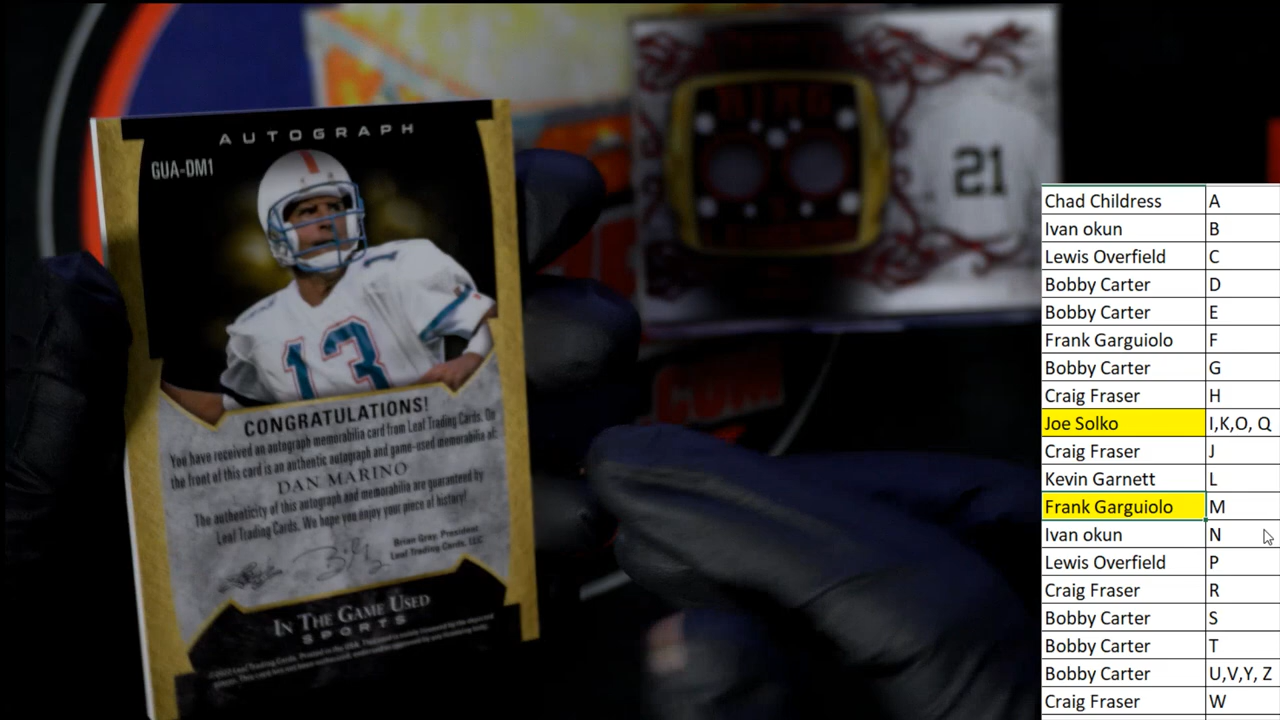 AUTOGRAPH
GUA-DM1
CONGRATULATIONS!
You have received an autograph memorabilia card from Leaf Trading Cards. On
the front of this card is an authentic autograph and game-used memorabilia of:
DAN MARINO
The authenticity of this autograph and memorabilia are guaranteed by
Leaf Trading Cards. We hope you enjoy your piece of history!
Brian Gray, President
Leaf Trading Cards, LLC
IN THE GAME USED
SPORTS
13
RING
21
.COM
Chad Childress A
Ivan okun B
Lewis Overfield C
Bobby Carter D
Bobby Carter E
Frank Garguiolo F
Bobby Carter G
Craig Fraser H
Joe Solko I,K,O, Q
Craig Fraser J
Kevin Garnett L
Frank Garguiolo M
Ivan okun N
Lewis Overfield P
Craig Fraser R
Bobby Carter S
Bobby Carter T
Bobby Carter U,V,Y, Z
Craig Fraser W